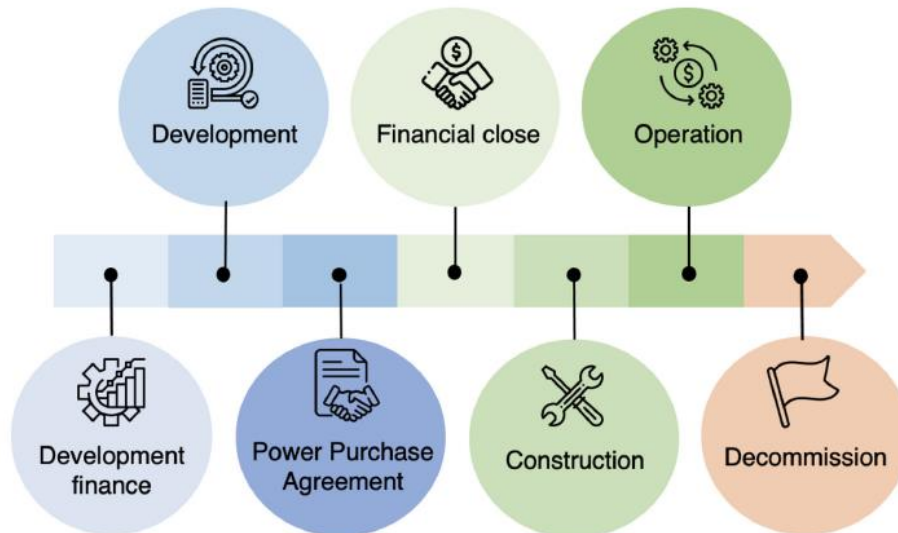 Development
Financial close
Operation
Development
finance
Power Purchase
Agreement
Construction
Decommission